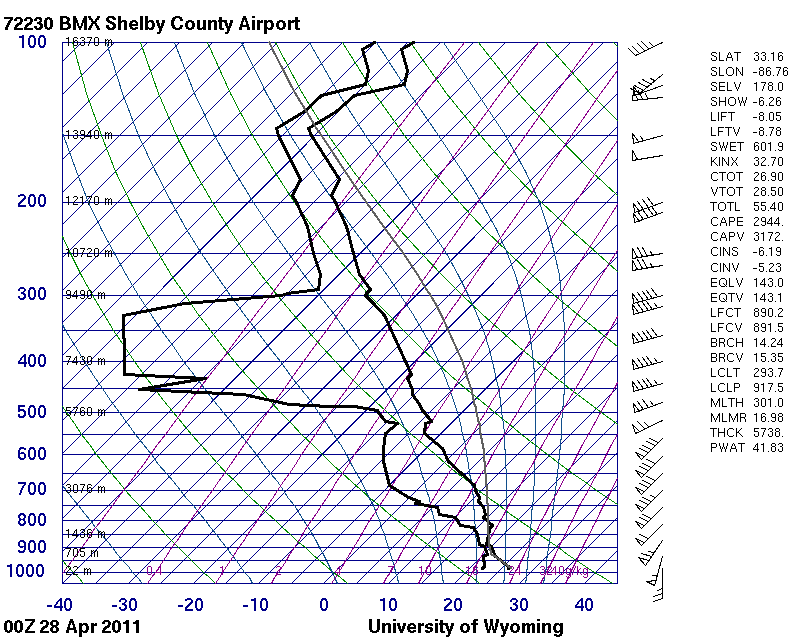 72230 BMX Shelby County Airport
100
16370 m
13940 m
200
12170 m
10720 m
300
9490 m
400
7430 m
500
5760 m
600
700
3076 m
800
1436 m
900
705 m
1000
22 m 0.4 1 2 4 7 10 16 24 32 40g/kg
-40 -30 -20 -10 0 10 20 30 40
00Z 28 Apr 2011 University of Wyoming
SLAT 33.16
SLON -86.76
SELV 178.0
SHOW -6.26
LIFT -8.05
LFTV -8.78
SWET 601.9
KINX 32.70
CTOT 26.90
VTOT 28.50
TOTL 55.40
CAPE 2944.
CAPV 3172.
CINS -6.19
CINV -5.23
EQLV 143.0
EQTV 143.1
LFCT 890.2
LFCV 891.5
BRCH 14.24
BRCV 15.35
LCLT 293.7
LCLP 917.5
MLTH 301.0
MLMR 16.98
THCK 5738.
PWAT 41.83